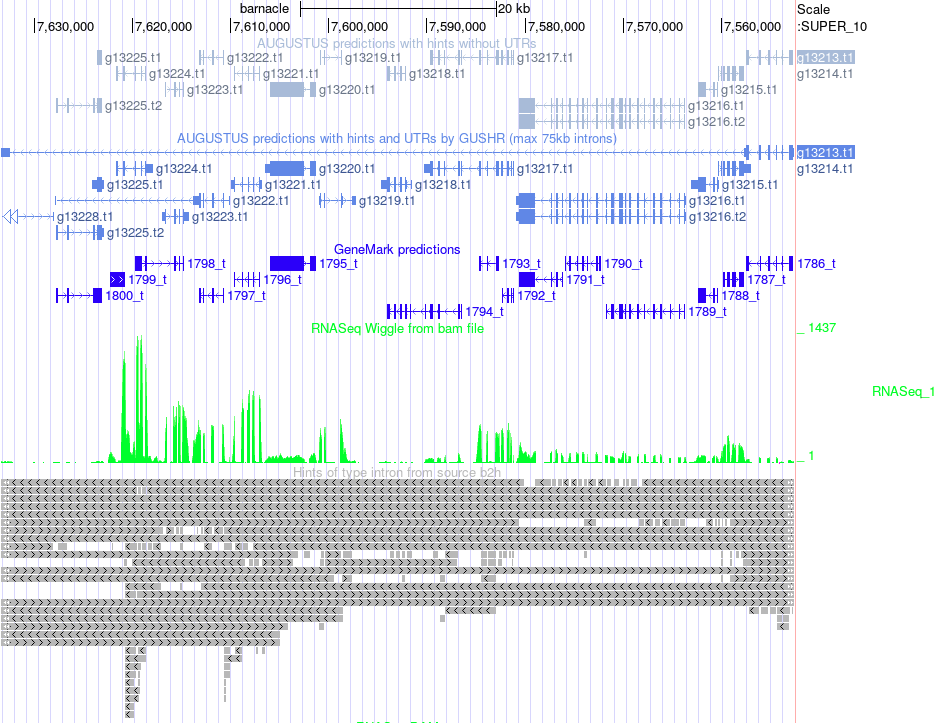 barnacle 20 kb Scale
7,630,000 7,620,000 7,610,000 7,600,000 7,590,000 7,580,000 7,570,000 7,560,000 :SUPER_10
AUGUSTUS predictions with hints without UTRs
g13225.t1 g13222.t1 g13219.t1 g13217.t1 g13213.t1
g13224.t1 g13221.t1 g13218.t1 g13214.t1
g13223.t1 g13220.t1 g13215.t1
g13225.t2 g13216.t1
g13216.t2
AUGUSTUS predictions with hints and UTRs by GUSHR (max 75kb introns)
g13213.t1
g13224.t1 g13220.t1 g13217.t1 g13214.t1
g13225.t1 g13221.t1 g13218.t1 g13215.t1
g13222.t1 g13219.t1 g13216.t1
g13228.t1 g13223.t1 g13216.t2
g13225.t2
GeneMark predictions
1798_t 1795_t 1793_t 1790_t 1786_t
1799_t 1796_t 1791_t 1787_t
1800_t 1797_t 1792_t 1788_t
1794_t 1789_t
RNASeq Wiggle from bam file
_ 1437
RNASeq_1
_ 1
Hints of type intron from source b2h